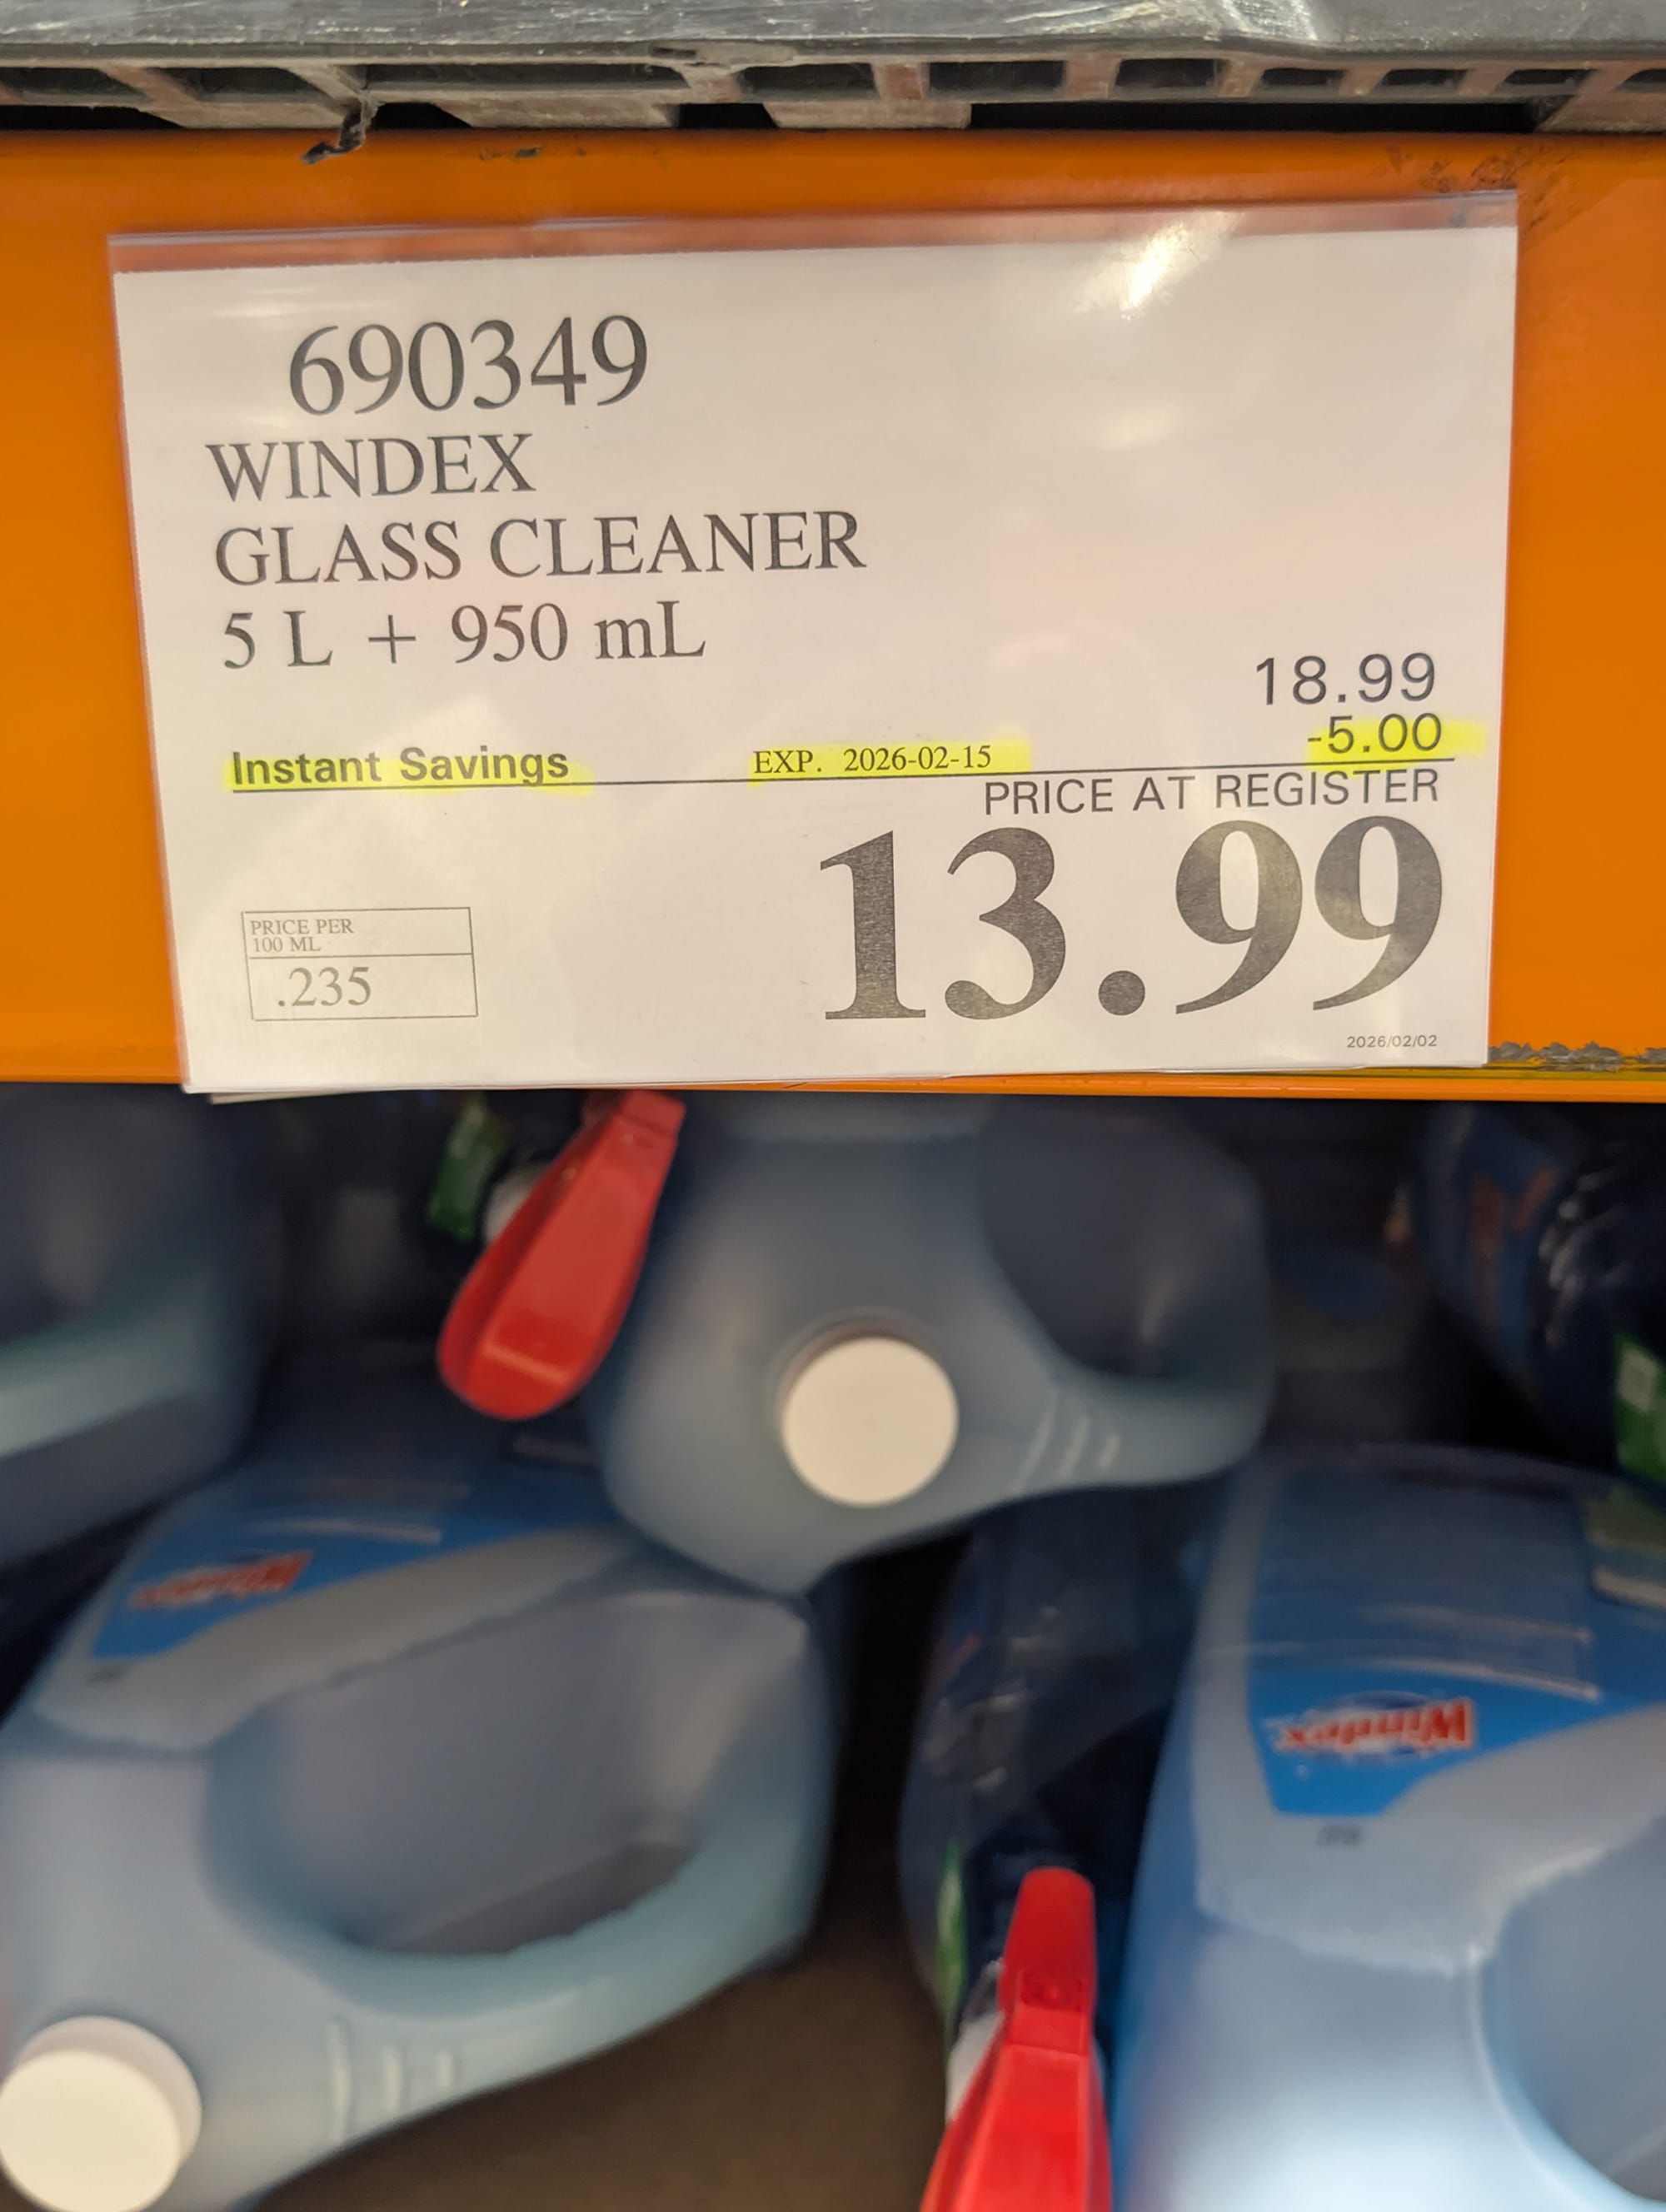 690349
WINDEX
GLASS CLEANER
5 L + 950 mL
18.99
-5.00
Instant Savings EXP. 2026-02-15
PRICE AT REGISTER
13.99
PRICE PER
100 ML
.235
2026/02/02
Windex